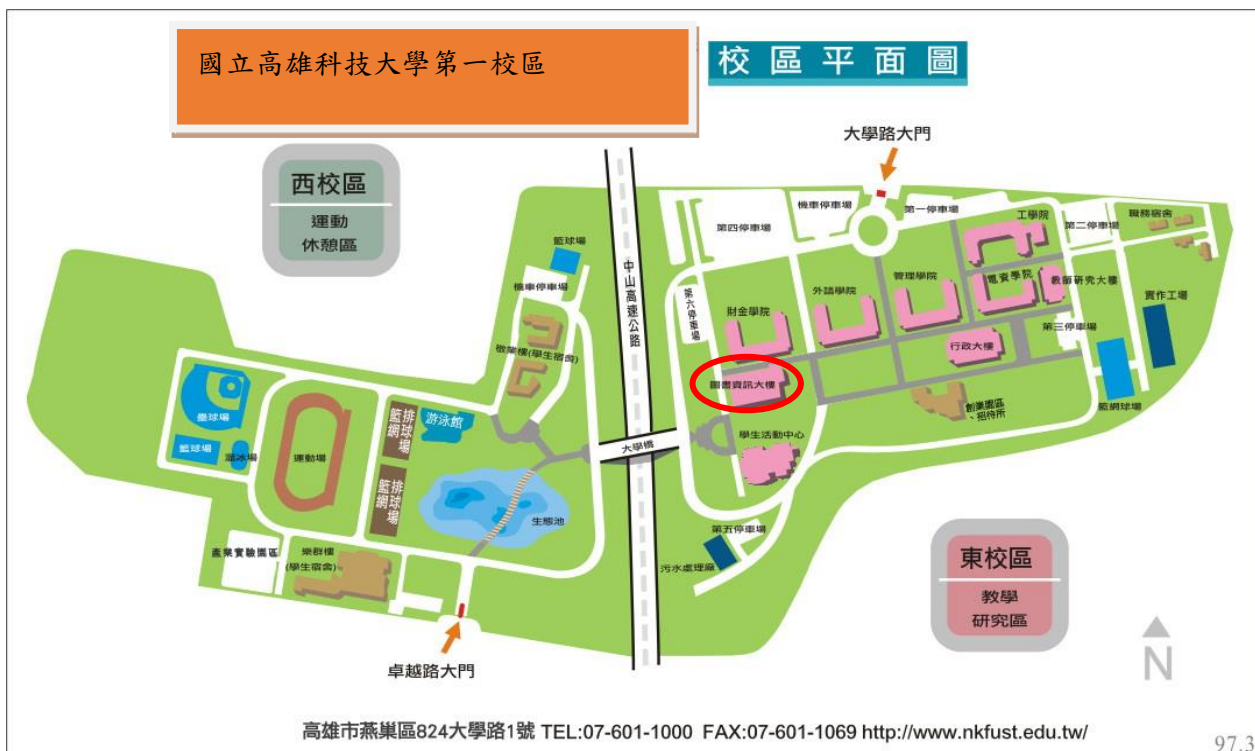 國立高雄科技大學第一校區
校區平面圖
大學路大門
西校區
運動
休憩區
中山高速公路
籃球場
機車停車場
敬業樓(學生宿舍)
壘球場
籃球場
溜冰場
運動場
排球場
籃網
排球場
籃網
游泳館
生態池
大學橋
產業實驗園區
樂群樓
(學生宿舍)
卓越路大門
第四停車場
機車停車場
第一停車場
工學院
第二停車場
職務宿舍
第六停車場
財金學院
外語學院
管理學院
電資學院
教師研究大樓
實作工場
第三停車場
行政大樓
圖書資訊大樓
籃網球場
創業園區
、招待所
學生活動中心
第五停車場
污水處理廠
東校區
教學
研究區
N
高雄市燕巢區824大學路1號 TEL:07-601-1000 FAX:07-601-1069 http://www.nkfust.edu.tw/
97.3